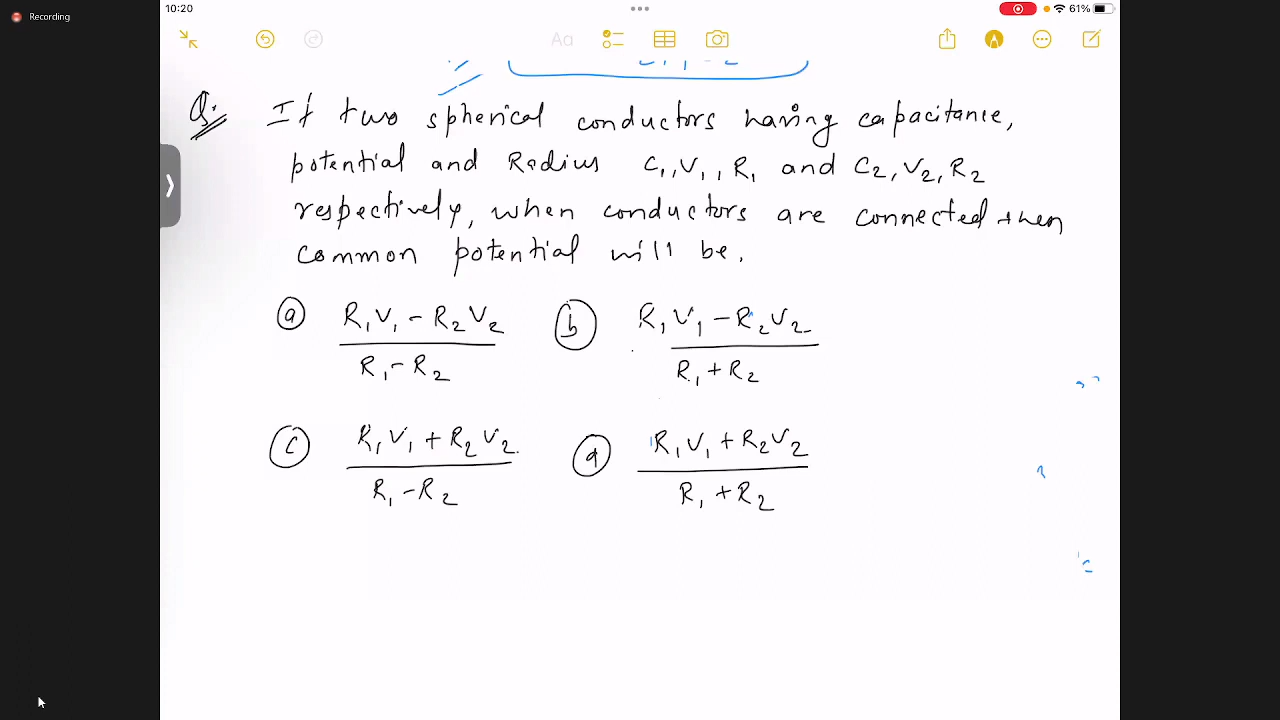 Recording
10:20
61%
Aa
Q. If two spherical conductors having capacitance,
potential and Radius C₁, V₁, R₁ and C₂, V₂, R₂
respectively, when conductors are connected then
common potential will be.
(a) R₁V₁ - R₂V₂ / R₁ - R₂ (b) R₁V₁ - R₂V₂ / R₁ + R₂
(c) R₁V₁ + R₂V₂ / R₁ - R₂ (d) R₁V₁ + R₂V₂ / R₁ + R₂